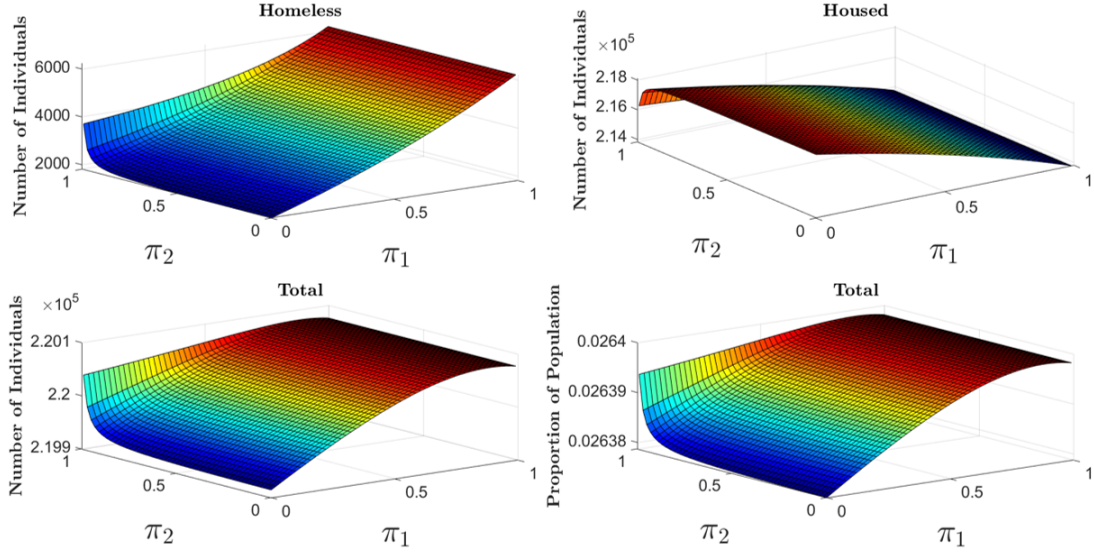 Homeless
Number of Individuals
6000
4000
2000
1
0.5
0
π2
0
0.5
1
π1
Housed
Number of Individuals
×10^5
2.18
2.16
2.14
1
0.5
0
π2
0
0.5
1
π1
Total
Number of Individuals
×10^5
2.201
2.2
2.199
1
0.5
0
π2
0
0.5
1
π1
Total
Proportion of Population
0.0264
0.02639
0.02638
1
0.5
0
π2
0
0.5
1
π1